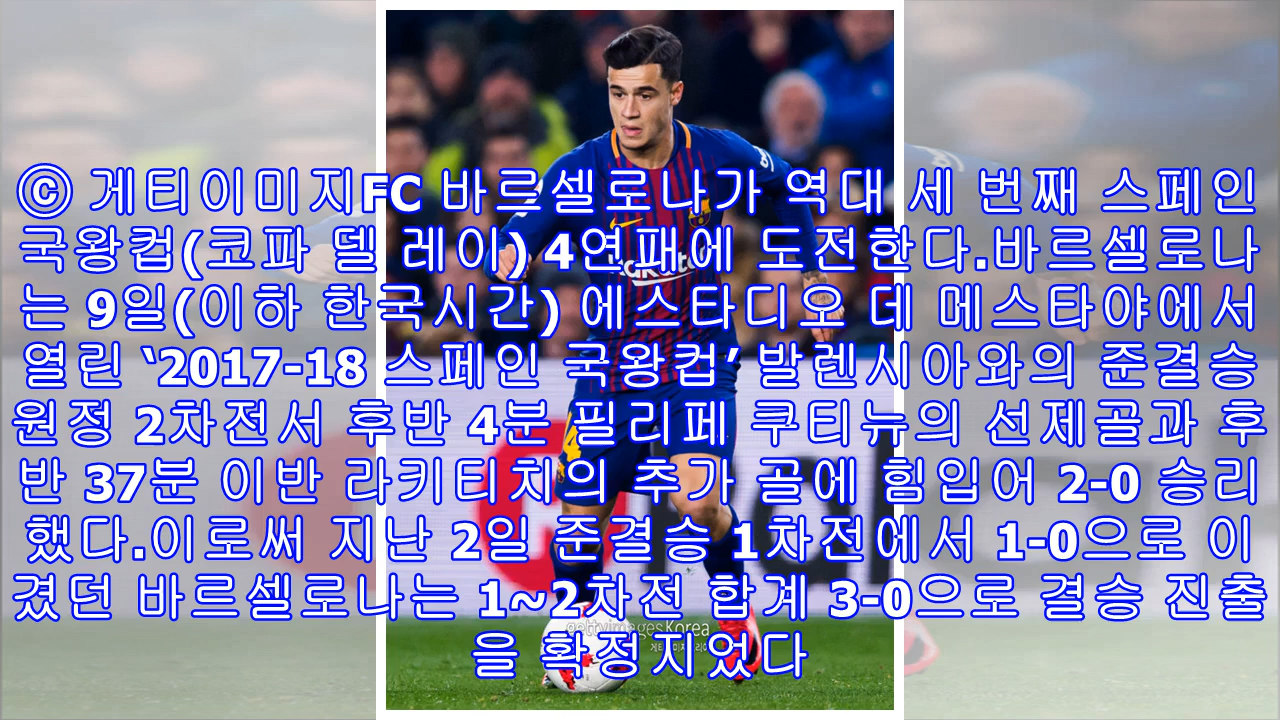 © 게티이미지FC 바르셀로나가 역대 세 번째 스페인
국왕컵(코파 델 레이) 4연패에 도전한다.바르셀로나
는 9일(이하 한국시간) 에스타디오 데 메스타야에서
열린 ‘2017-18 스페인 국왕컵’ 발렌시아와의 준결승
원정 2차전서 후반 4분 필리페 쿠티뉴의 선제골과 후
반 37분 이반 라키티치의 추가 골에 힘입어 2-0 승리
했다.이로써 지난 2일 준결승 1차전에서 1-0으로 이
겼던 바르셀로나는 1~2차전 합계 3-0으로 결승 진출
을 확정지었다
Rakuten
gettyimagesKorea